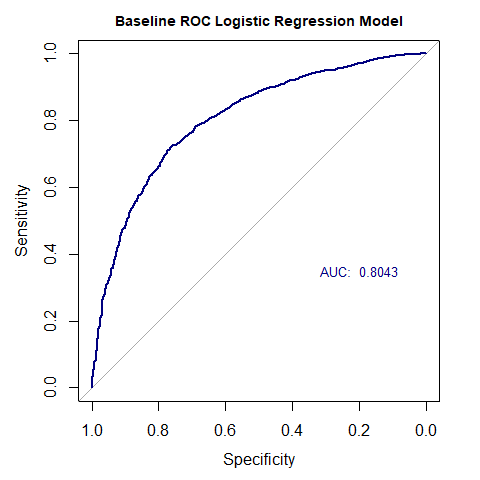 Baseline ROC Logistic Regression Model
Sensitivity
1.0
0.8
0.6
0.4
0.2
0.0
AUC: 0.8043
1.0 0.8 0.6 0.4 0.2 0.0
Specificity